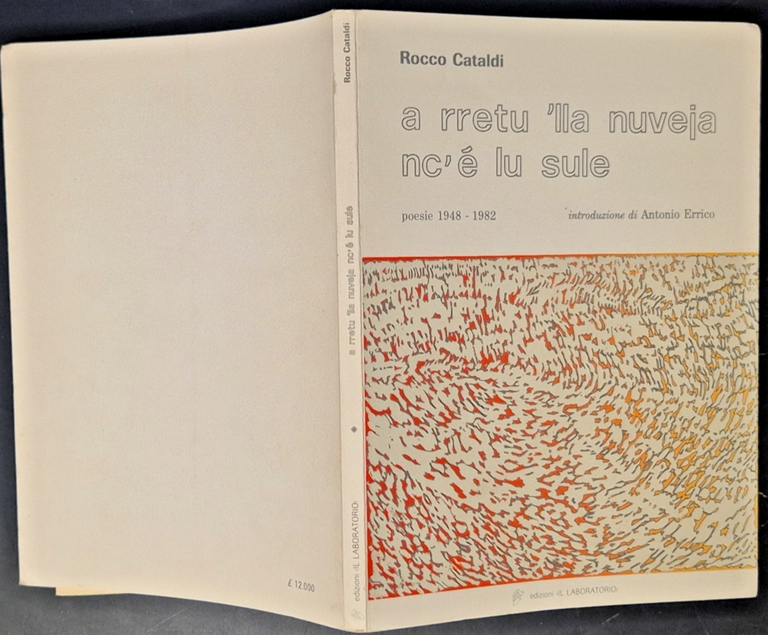 Rocco Cataldi
a rretu 'lla nuveja
nc'é lu sule
poesie 1948 - 1982
introduzione di Antonio Errico
edizioni «IL LABORATORIO»
Rocco Cataldi
a rretu 'lla nuveja nc'é lu sule
edizioni «IL LABORATORIO»
£ 12.000